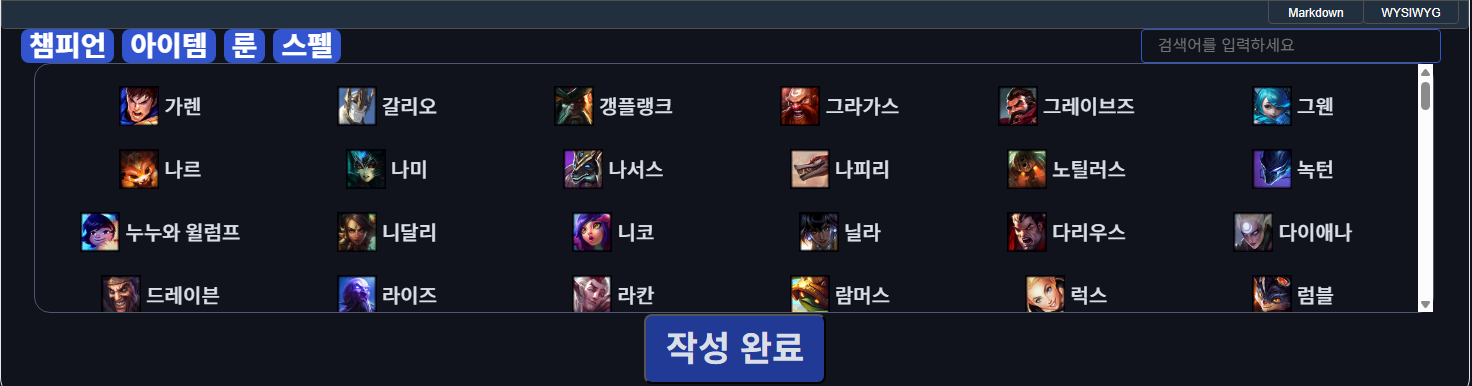 Markdown WYSIWYG
챔피언 아이템 룬 스펠 검색어를 입력하세요
가렌 갈리오 갱플랭크 그라가스 그레이브즈 그웬
나르 나미 나서스 나피리 노틸러스 녹턴
누누와 윌럼프 니달리 니코 닐라 다리우스 다이애나
드레이븐 라이즈 라칸 람머스 럭스 럼블
작성 완료